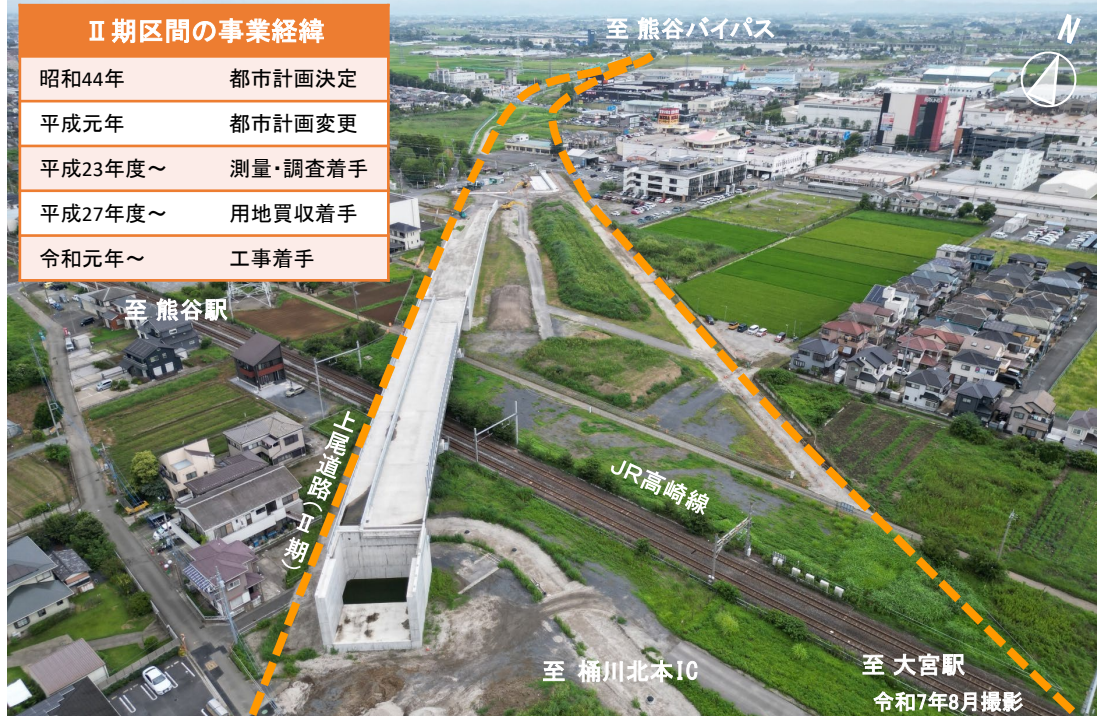 Ⅱ期区間の事業経緯
昭和44年 都市計画決定
平成元年 都市計画変更
平成23年度～ 測量･調査着手
平成27年度～ 用地買収着手
令和元年～ 工事着手
至 熊谷バイパス
N
至 熊谷駅
上尾道路(Ⅱ期)
JR高崎線
至 桶川北本IC
至 大宮駅
令和7年8月撮影